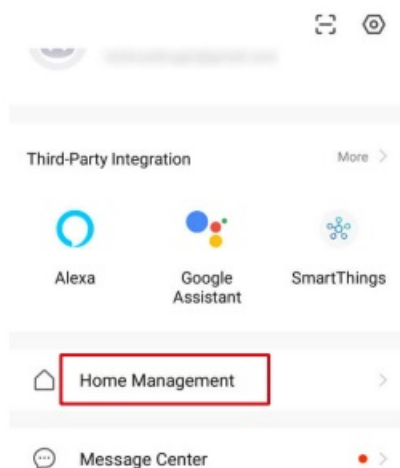 Third-Party Integration
More
Alexa
Google
Assistant
SmartThings
Home Management
Message Center